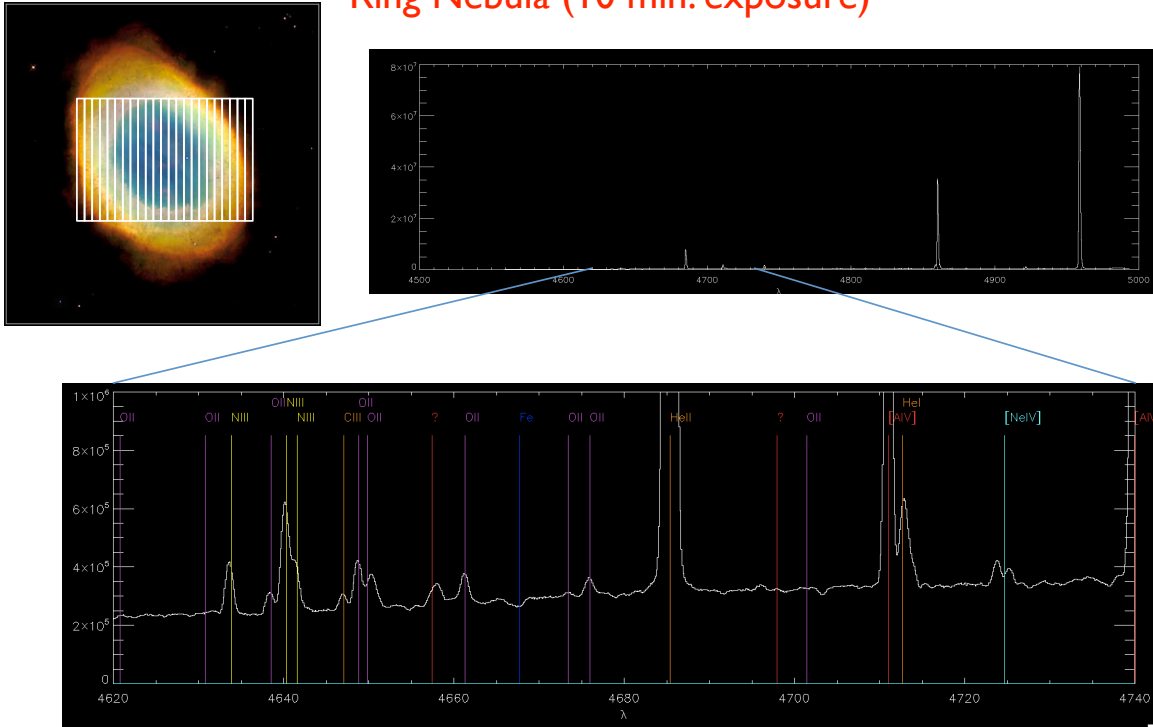 Ring Nebula (10 min. exposure)
8×10⁷
6×10⁷
4×10⁷
2×10⁷
0
4500 4600 4700 4800 4900 5000
λ
1×10⁶
8×10⁵
6×10⁵
4×10⁵
2×10⁵
0
OII NIII OII HeI
OII OII NIII NIII CIII OII ? OII Fe OII OII HeII ? OII [AIV] [NeIV] [AIV
4620 4640 4660 4680 4700 4720 4740
λ